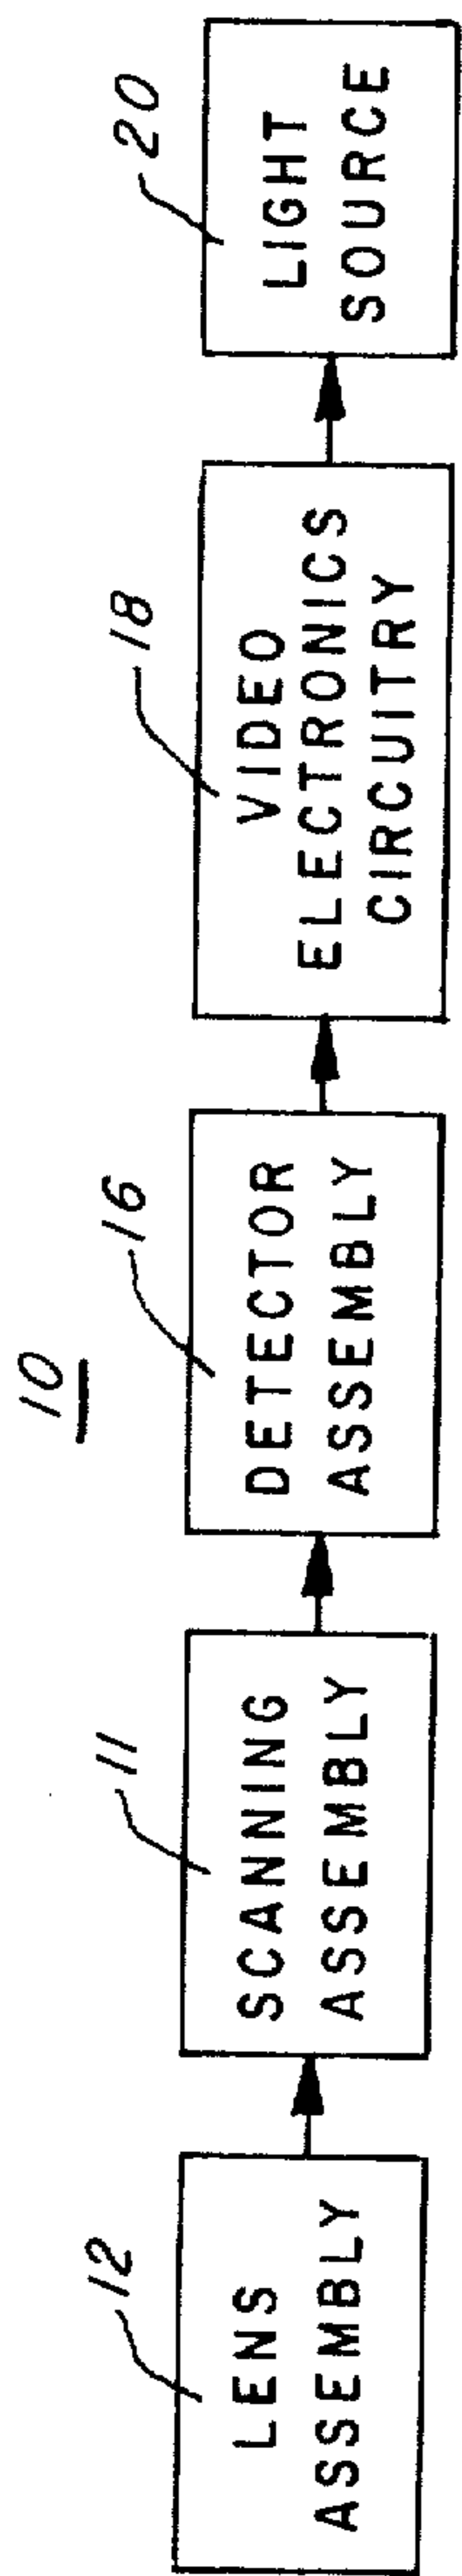 10
12
LENS
ASSEMBLY
11
SCANNING
ASSEMBLY
16
DETECTOR
ASSEMBLY
18
VIDEO
ELECTRONICS
CIRCUITRY
20
LIGHT
SOURCE